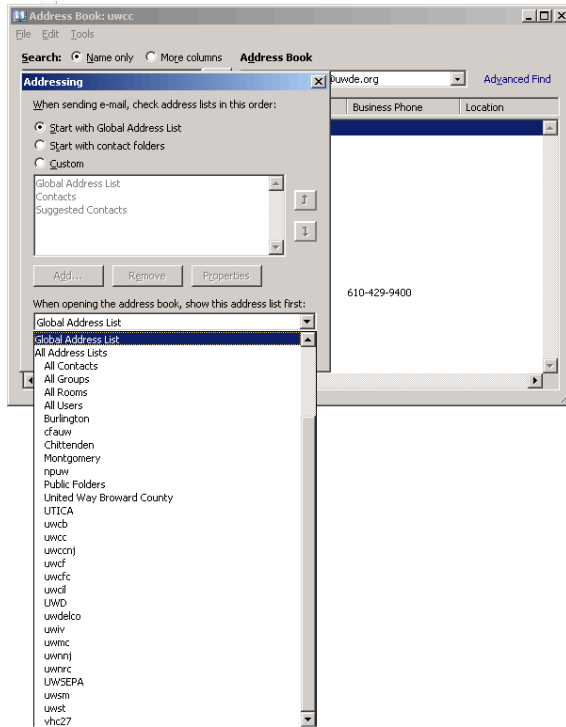 Address Book: uwcc
File Edit Tools
Search: Name only More columns Address Book
@uwde.org Advanced Find
Business Phone Location
610-429-9400
Addressing
When sending e-mail, check address lists in this order:
Start with Global Address List
Start with contact folders
Custom
Global Address List
Contacts
Suggested Contacts
Add... Remove Properties
When opening the address book, show this address list first:
Global Address List
Global Address List
All Address Lists
All Contacts
All Groups
All Rooms
All Users
Burlington
cfauw
Chittenden
Montgomery
npuw
Public Folders
United Way Broward County
UTICA
uwcb
uwcc
uwccnj
uwcf
uwcfc
uwcil
UWD
uwdelco
uwiv
uwmc
uwnnj
uwnrc
UWSEPA
uwsm
uwst
vhc27